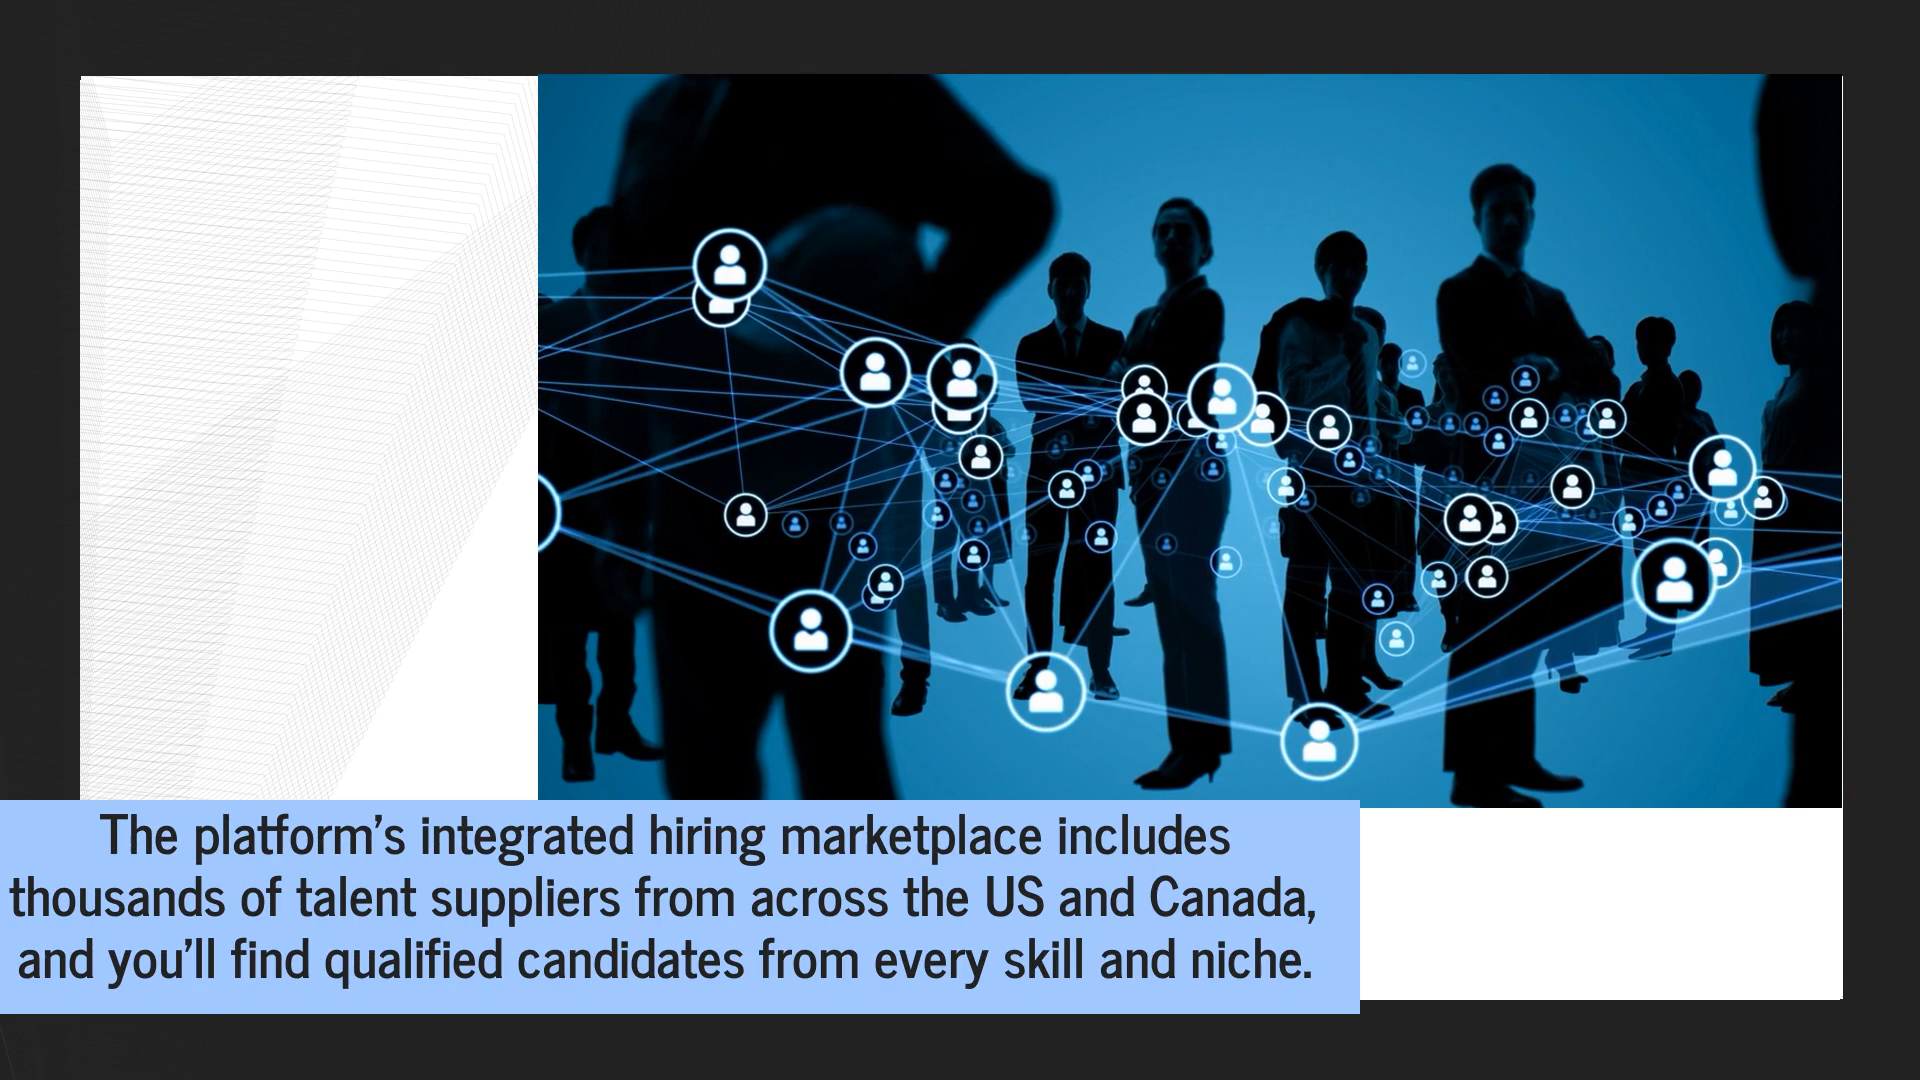 The platform’s integrated hiring marketplace includes
thousands of talent suppliers from across the US and Canada,
and you’ll find qualified candidates from every skill and niche.